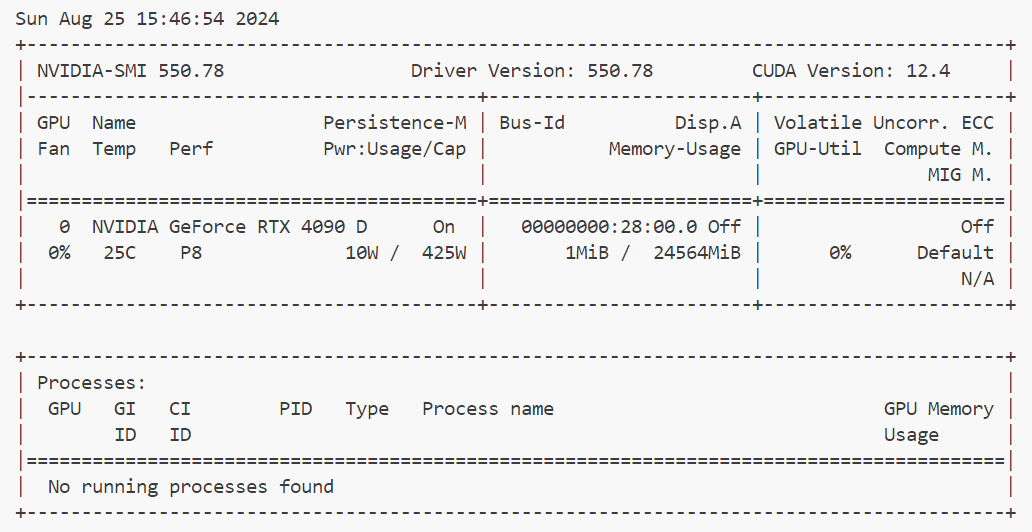 Sun Aug 25 15:46:54 2024
+-----------------------------------------------------------------------------------------+
| NVIDIA-SMI 550.78                 Driver Version: 550.78         CUDA Version: 12.4     |
|-----------------------------------------+------------------------+----------------------+
| GPU  Name                 Persistence-M | Bus-Id          Disp.A | Volatile Uncorr. ECC |
| Fan  Temp   Perf          Pwr:Usage/Cap |           Memory-Usage | GPU-Util  Compute M. |
|                                         |                        |               MIG M. |
|=========================================+========================+======================|
|   0  NVIDIA GeForce RTX 4090 D      On  |   00000000:28:00.0 Off |                  Off |
|  0%   25C    P8             10W /  425W |       1MiB /  24564MiB |      0%      Default |
|                                         |                        |                  N/A |
+-----------------------------------------+------------------------+----------------------+

+-----------------------------------------------------------------------------------------+
| Processes:                                                                              |
|  GPU   GI   CI        PID   Type   Process name                              GPU Memory |
|        ID   ID                                                               Usage      |
|=========================================================================================|
|  No running processes found                                                             |
+-----------------------------------------------------------------------------------------+